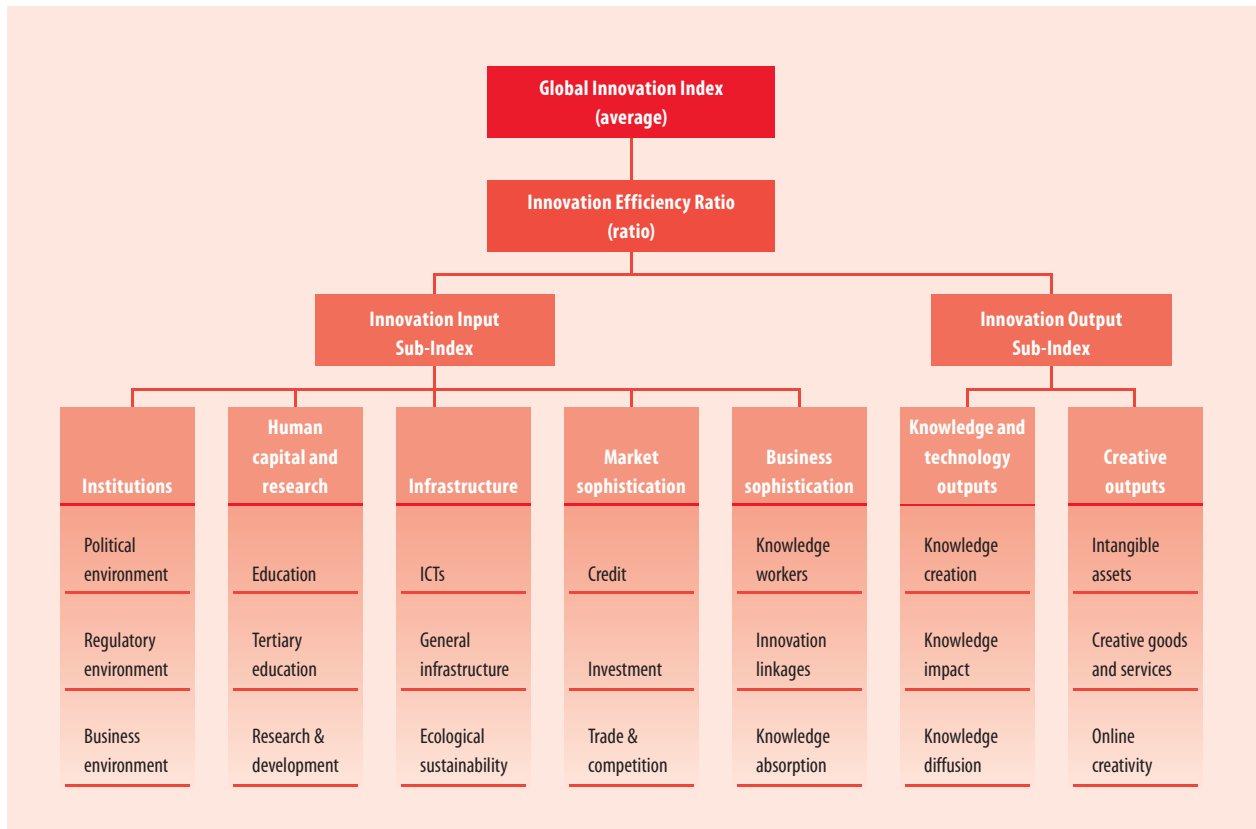 Global Innovation Index
(average)
Innovation Efficiency Ratio
(ratio)
Innovation Input
Sub-Index
Innovation Output
Sub-Index
Institutions
Human
capital and
research
Infrastructure
Market
sophistication
Business
sophistication
Knowledge and
technology
outputs
Creative
outputs
Political
environment
Education
ICTs
Credit
Knowledge
workers
Knowledge
creation
Intangible
assets
Regulatory
environment
Tertiary
education
General
infrastructure
Investment
Innovation
linkages
Knowledge
impact
Creative goods
and services
Business
environment
Research &
development
Ecological
sustainability
Trade &
competition
Knowledge
absorption
Knowledge
diffusion
Online
creativity